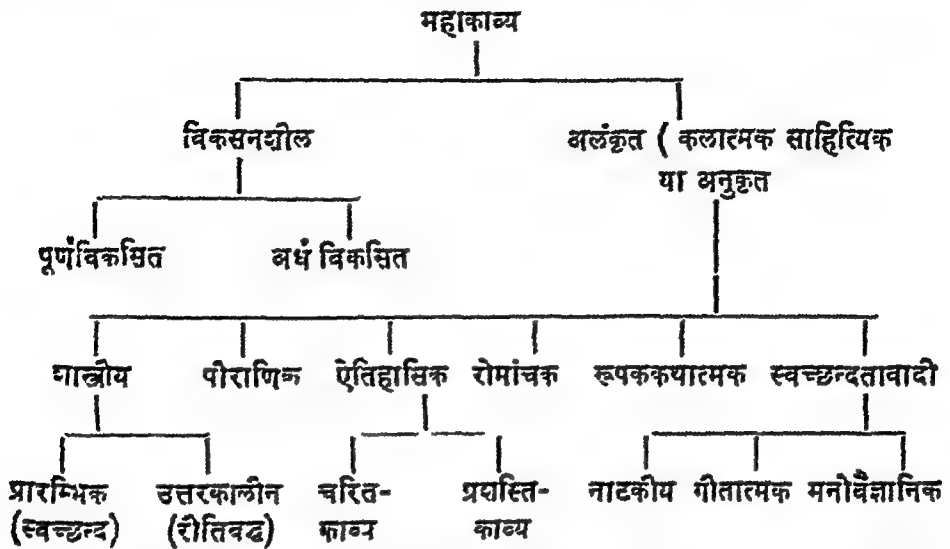 महाकाव्य
विकसनशील अलंकृत ( कलात्मक साहित्यिक
या अनुकृत
पूर्णविकसित अर्ध विकसित
शास्त्रीय पौराणिक ऐतिहासिक रोमांचक रूपककथात्मक स्वच्छन्दतावादी
प्रारम्भिक उत्तरकालीन चरित- प्रशस्ति- नाटकीय गीतात्मक मनोवैज्ञानिक
(स्वच्छन्द) (रीतिबद्ध) काव्य काव्य